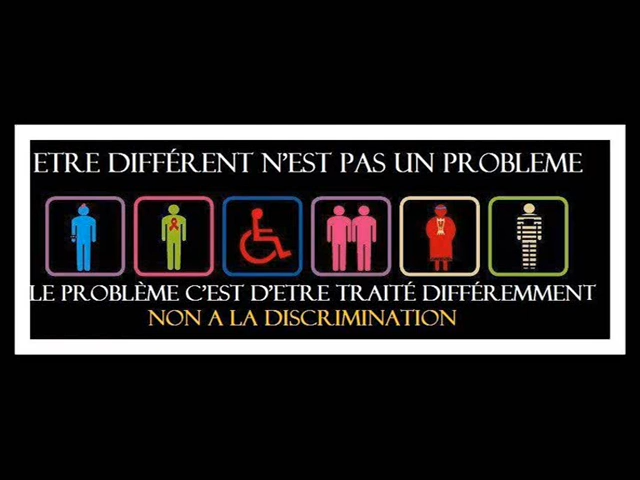 ETRE DIFFÉRENT N'EST PAS UN PROBLEME
LE PROBLÈME C'EST D'ETRE TRAITÉ DIFFÉREMMENT
NON A LA DISCRIMINATION